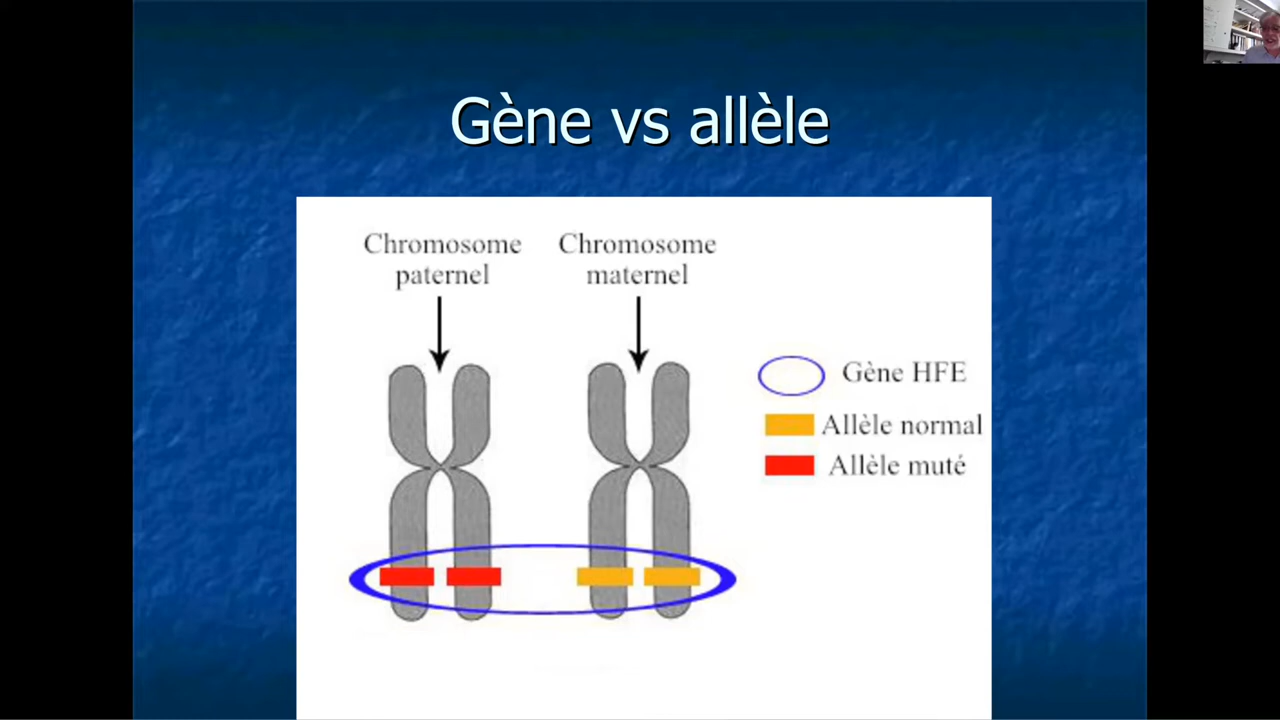 Gène vs allèle
Chromosome
paternel
Chromosome
maternel
Gène HFE
Allèle normal
Allèle muté